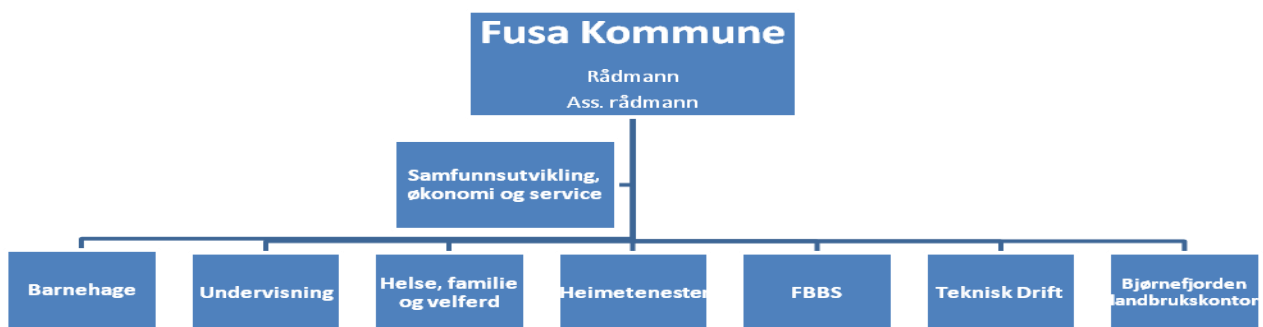 Fusa Kommune
Rådmann
Ass. rådmann
Samfunnsutvikling,
økonomi og service
Barnehage
Undervisning
Helse, familie
og velferd
Heimetenester
FBBS
Teknisk Drift
Bjørnefjorden
landbrukskontor